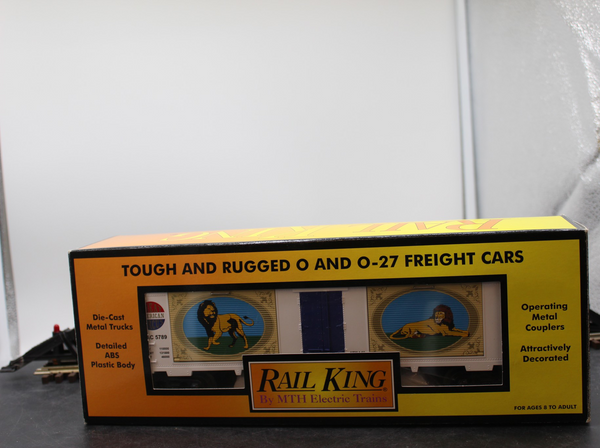 TOUGH AND RUGGED O AND O-27 FREIGHT CARS
Die-Cast
Metal Trucks
Detailed
ABS
Plastic Body
5789
Operating
Metal
Couplers
Attractively
Decorated
RAIL KING
By MTH Electric Trains
FOR AGES 8 TO ADULT